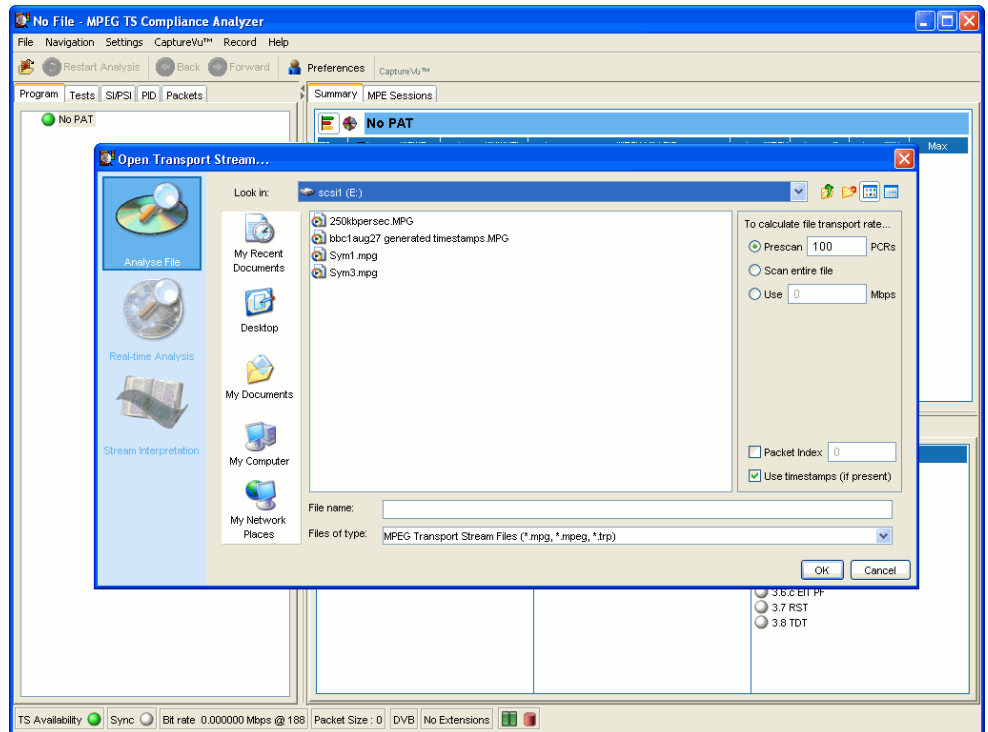 No File - MPEG TS Compliance Analyzer
File Navigation Settings CaptureVu™ Record Help
Restart Analysis Back Forward Preferences CaptureVu™
Program Tests SI/PSI PID Packets
Summary MPE Sessions
No PAT
No PAT
Max
Open Transport Stream...
Analyse File
Real-time Analysis
Stream Interpretation
Look in: scsi1 (E:)
My Recent Documents
Desktop
My Documents
My Computer
My Network Places
250kbpersec.MPG
bbc1aug27 generated timestamps.MPG
Sym1.mpg
Sym3.mpg
To calculate file transport rate...
Prescan 100 PCRs
Scan entire file
Use 0 Mbps
Packet Index 0
Use timestamps (if present)
File name:
Files of type: MPEG Transport Stream Files (*.mpg, *.mpeg, *.trp)
OK Cancel
3.6.c EIT PF
3.7 RST
3.8 TDT
TS Availability Sync Bit rate 0.000000 Mbps @ 188 Packet Size : 0 DVB No Extensions